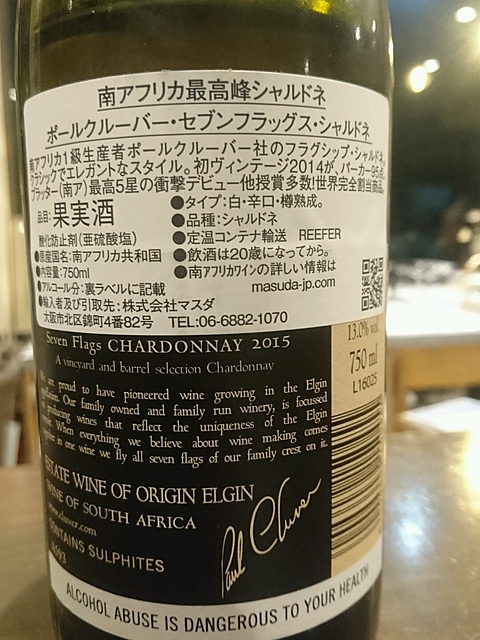 南アフリカ最高峰シャルドネ
ポールクルーバー・セブンフラッグス・シャルドネ
南アフリカ1級生産者ポールクルーバー社のフラグシップ・シャルドネ。
クラシックでエレガントなスタイル。初ヴィンテージ2014が、パーカー95点、
プラッター(南ア)最高5星の衝撃デビュー他授賞多数!世界完全割当商品。
品目:果実酒
酸化防止剤(亜硫酸塩)
●原産国名:南アフリカ共和国
●内容量:750ml
●アルコール分:裏ラベルに記載
●輸入者及び引取先:株式会社マスダ
大阪市北区錦町4番82号 TEL:06-6882-1070
●タイプ:白・辛口・樽熟成。
●品種:シャルドネ
●定温コンテナ輸送 REEFER
●飲酒は20歳になってから。
●南アフリカワインの詳しい情報は
masuda-jp.com
Seven Flags CHARDONNAY 2015
A vineyard and barrel selection Chardonnay
We are proud to have pioneered wine growing in the Elgin
Our family owned and family run winery, is focussed
producing wines that reflect the uniqueness of the Elgin
When everything we believe about wine making comes
together in one wine we fly all seven flags of our family crest on it.
ESTATE WINE OF ORIGIN ELGIN
WINE OF SOUTH AFRICA
www.cluver.com
CONTAINS SULPHITES
A093
Paul Cluver
13.0% vol
750 ml
L16025
ALCOHOL ABUSE IS DANGEROUS TO YOUR HEALTH